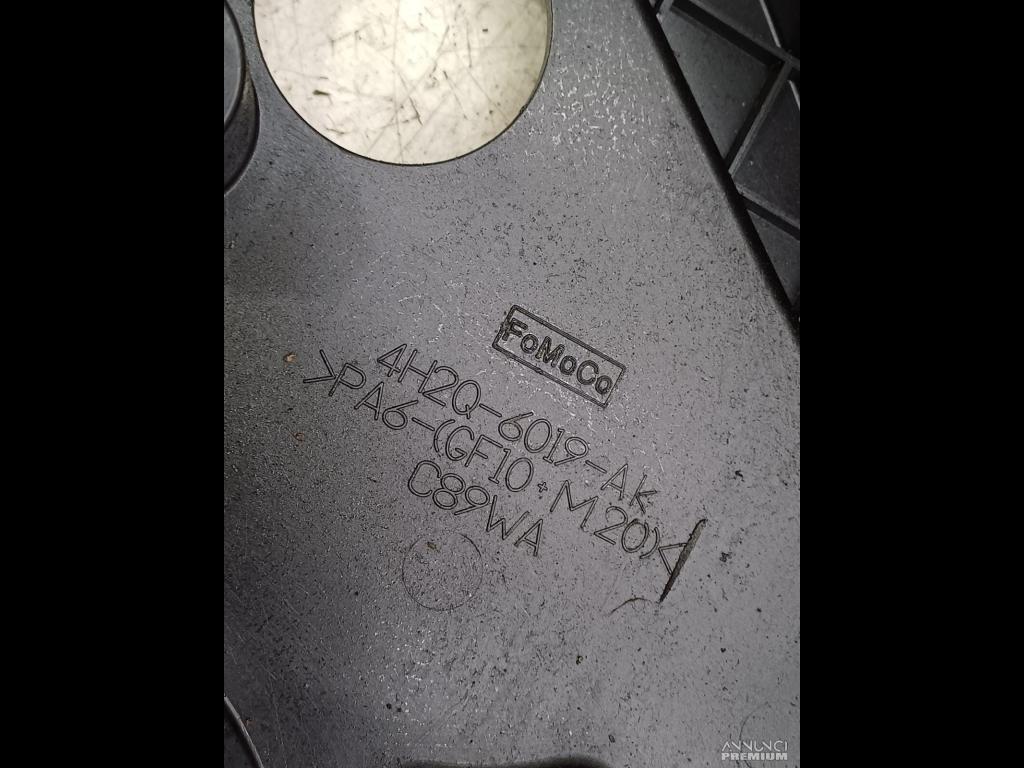 FoMoCo
4H2Q-6019-AK
>PA6-(GF10+M20)<
C89WA
ANNUNCI
PREMIUM